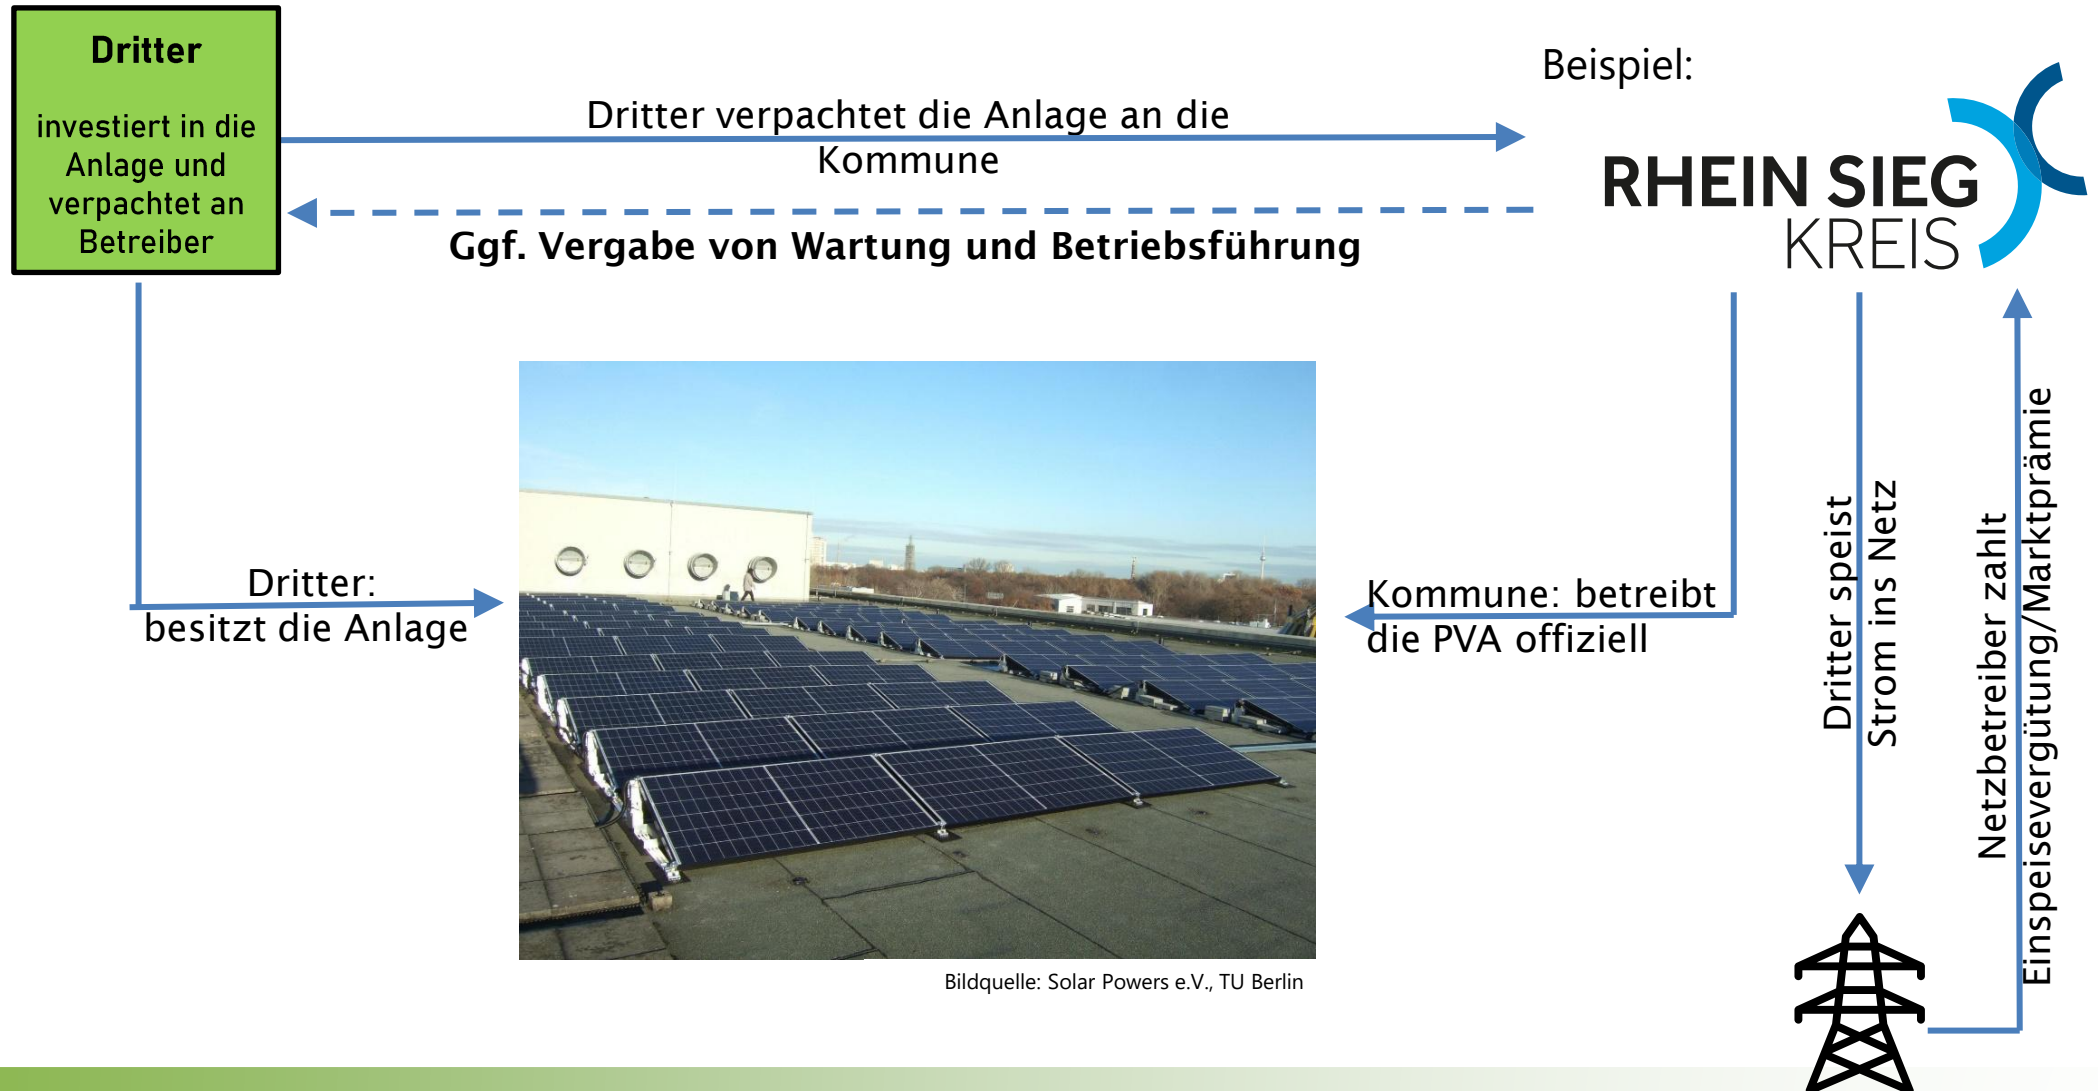 Dritter
investiert in die
Anlage und
verpachtet an
Betreiber
Dritter verpachtet die Anlage an die
Kommune
Ggf. Vergabe von Wartung und Betriebsführung
Beispiel:
RHEIN SIEG
KREIS
Dritter:
besitzt die Anlage
Kommune: betreibt
die PVA offiziell
Dritter speist
Strom ins Netz
Netzbetreiber zahlt
Einspeisevergütung/Marktprämie
Bildquelle: Solar Powers e.V., TU Berlin